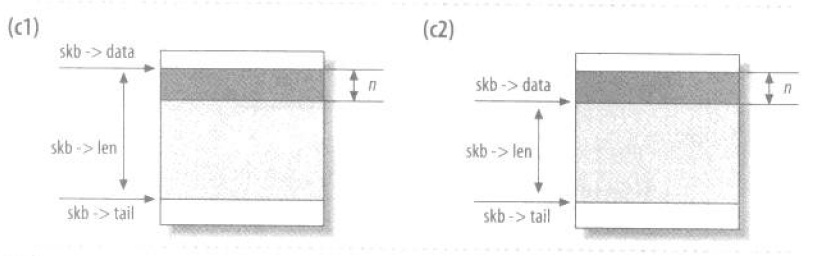 (c1)
skb -> data
n
skb -> len
skb -> tail
(c2)
skb -> data
n
skb -> len
skb -> tail